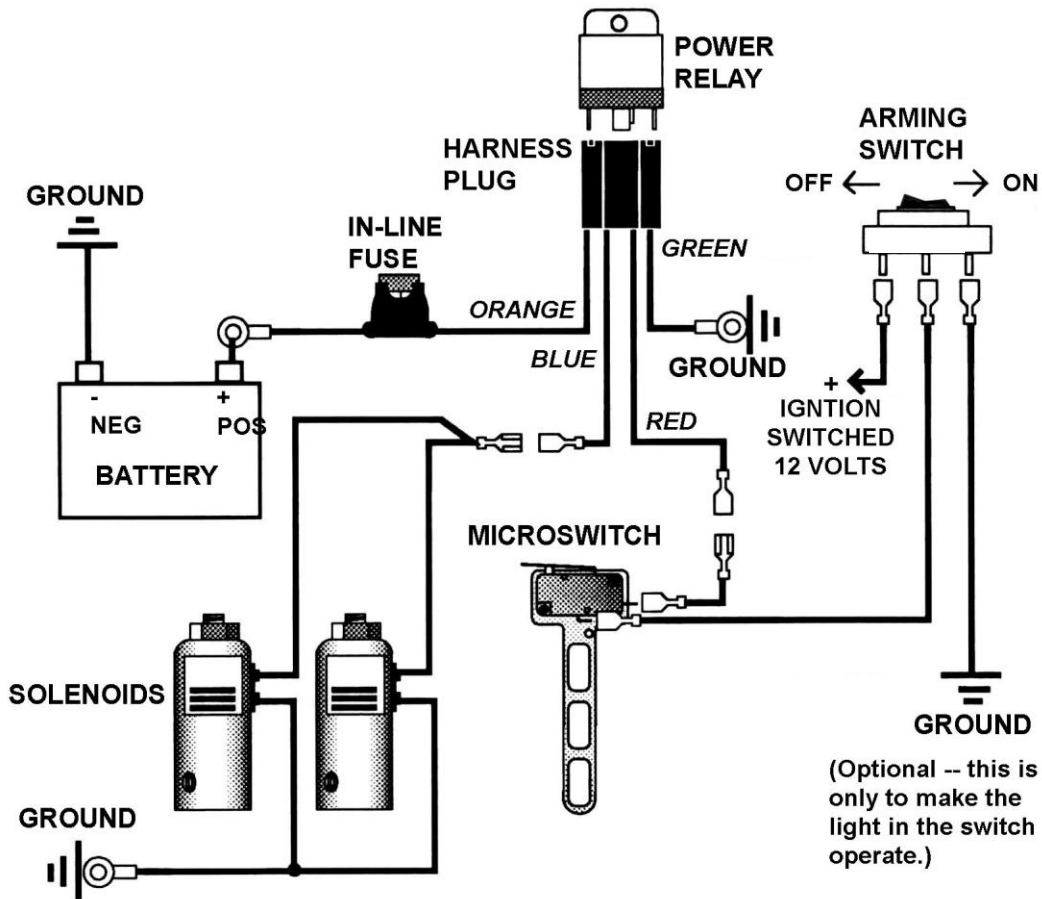 POWER
RELAY
HARNESS
PLUG
ARMING
SWITCH
OFF
ON
GROUND
IN-LINE
FUSE
GREEN
ORANGE
BLUE
GROUND
RED
+
IGNTION
SWITCHED
12 VOLTS
-
+
NEG
POS
BATTERY
MICROSWITCH
SOLENOIDS
GROUND
GROUND
(Optional -- this is
only to make the
light in the switch
operate.)